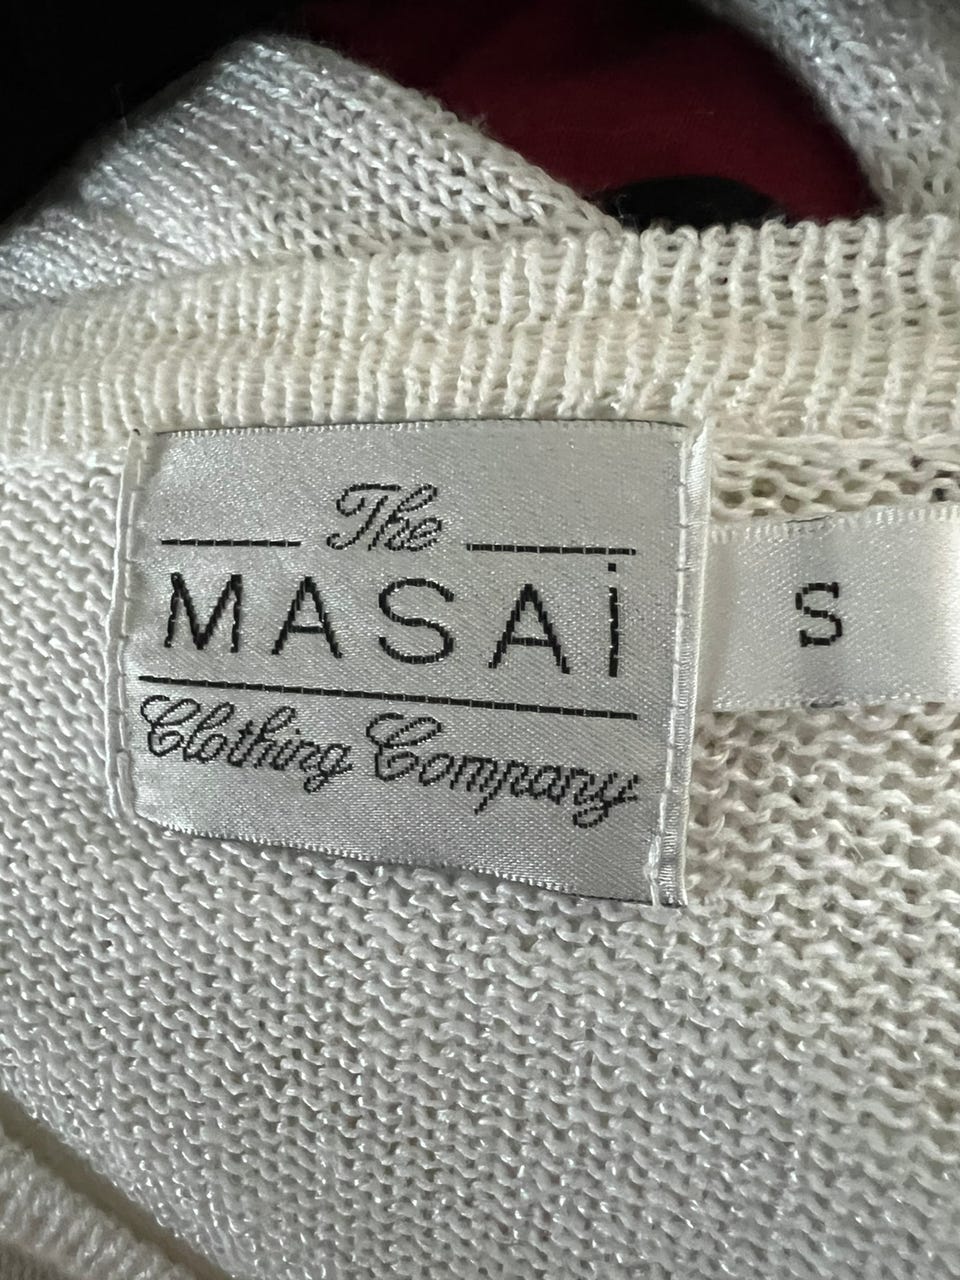 The
MASAi
Clothing Company
S